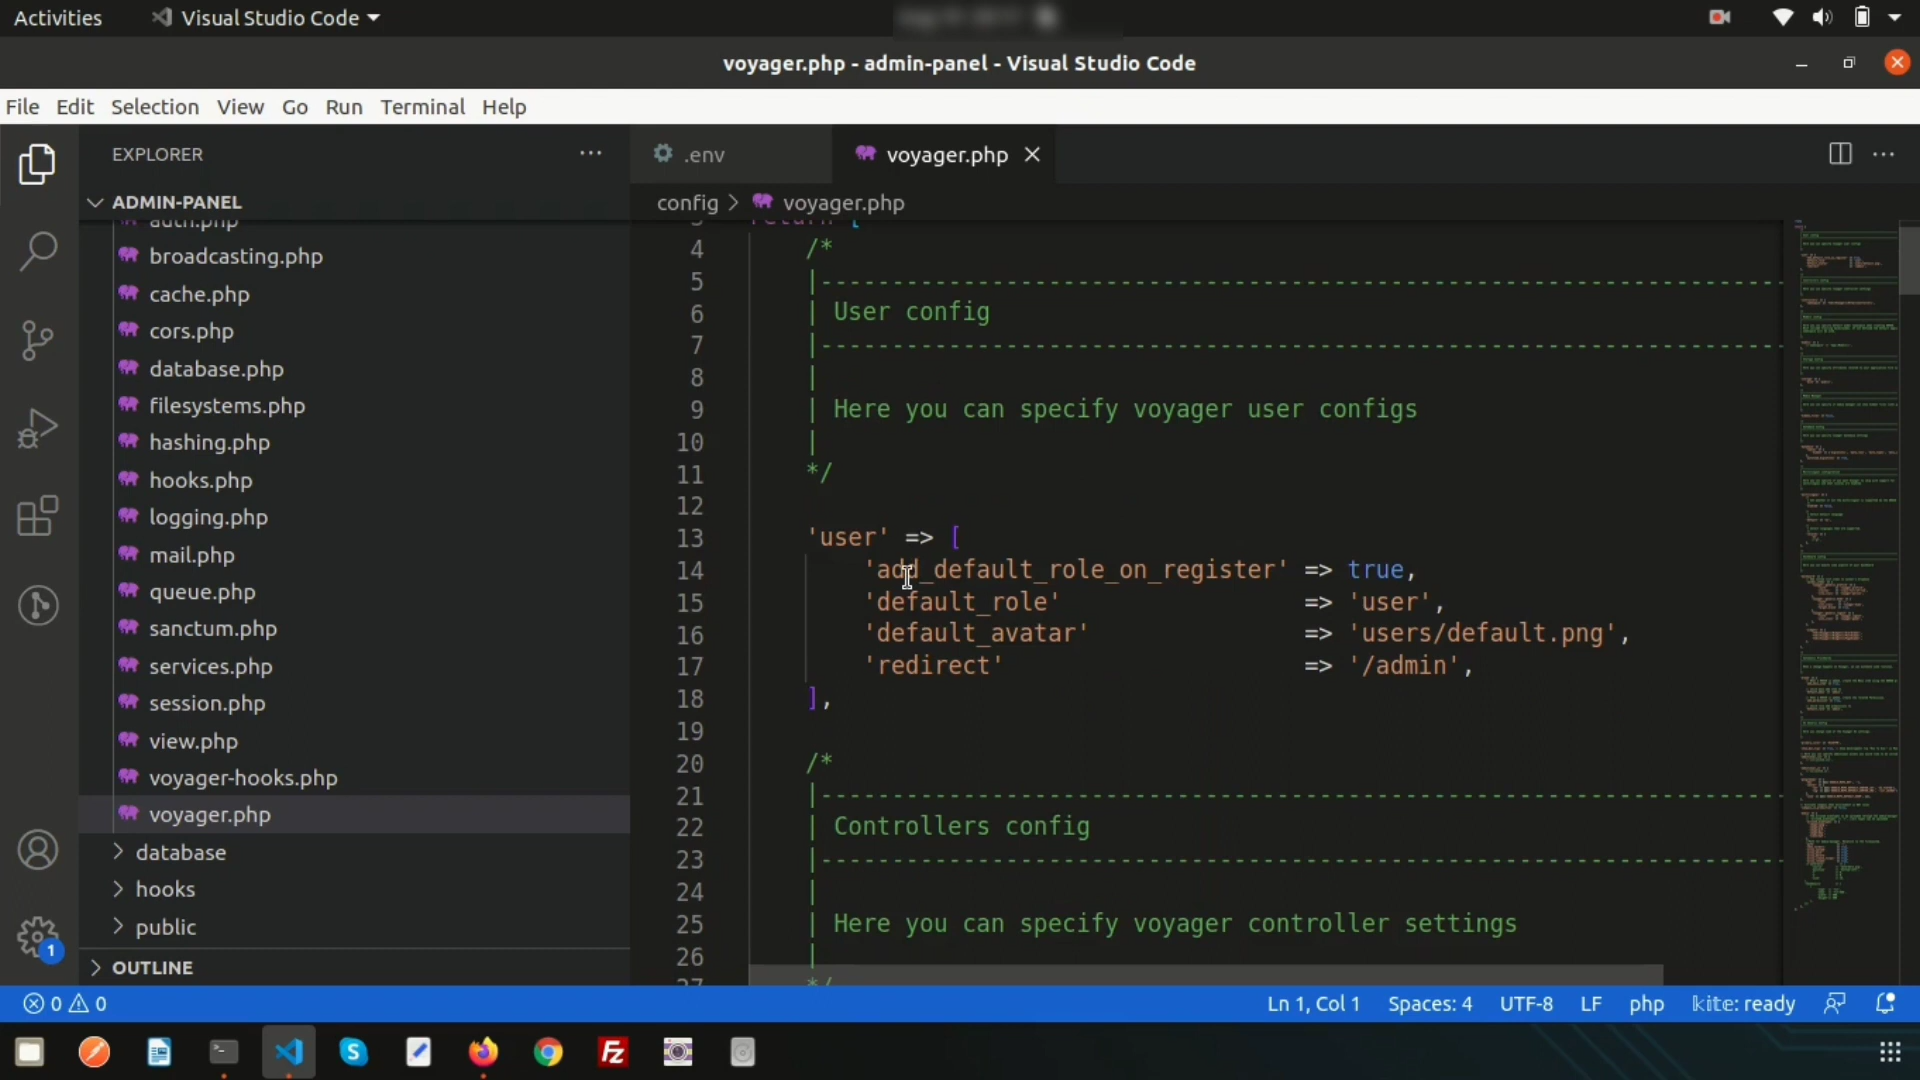 Activities
Visual Studio Code
voyager.php - admin-panel - Visual Studio Code
File Edit Selection View Go Run Terminal Help
EXPLORER
ADMIN-PANEL
auth.php
broadcasting.php
cache.php
cors.php
database.php
filesystems.php
hashing.php
hooks.php
logging.php
mail.php
queue.php
sanctum.php
services.php
session.php
view.php
voyager-hooks.php
voyager.php
database
hooks
public
OUTLINE
1
.env
voyager.php
config > voyager.php
3 return [
4 /*
5 |--------------------------------------------------------------------------
6 | User config
7 |--------------------------------------------------------------------------
8 |
9 | Here you can specify voyager user configs
10 |
11 */
12
13 'user' => [
14 'add_default_role_on_register' => true,
15 'default_role' => 'user',
16 'default_avatar' => 'users/default.png',
17 'redirect' => '/admin',
18 ],
19
20 /*
21 |--------------------------------------------------------------------------
22 | Controllers config
23 |--------------------------------------------------------------------------
24 |
25 | Here you can specify voyager controller settings
26 |
27 */
0 0
Ln 1, Col 1 Spaces: 4 UTF-8 LF php kite: ready